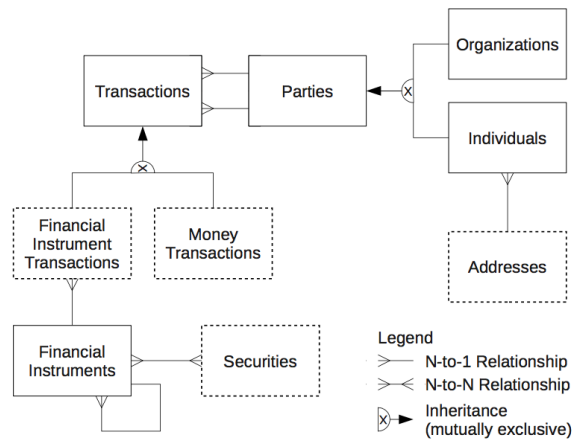 Organizations
Transactions
Parties
X
Individuals
X
Financial
Instrument
Transactions
Money
Transactions
Addresses
Financial
Instruments
Securities
Legend
N-to-1 Relationship
N-to-N Relationship
X
Inheritance
(mutually exclusive)